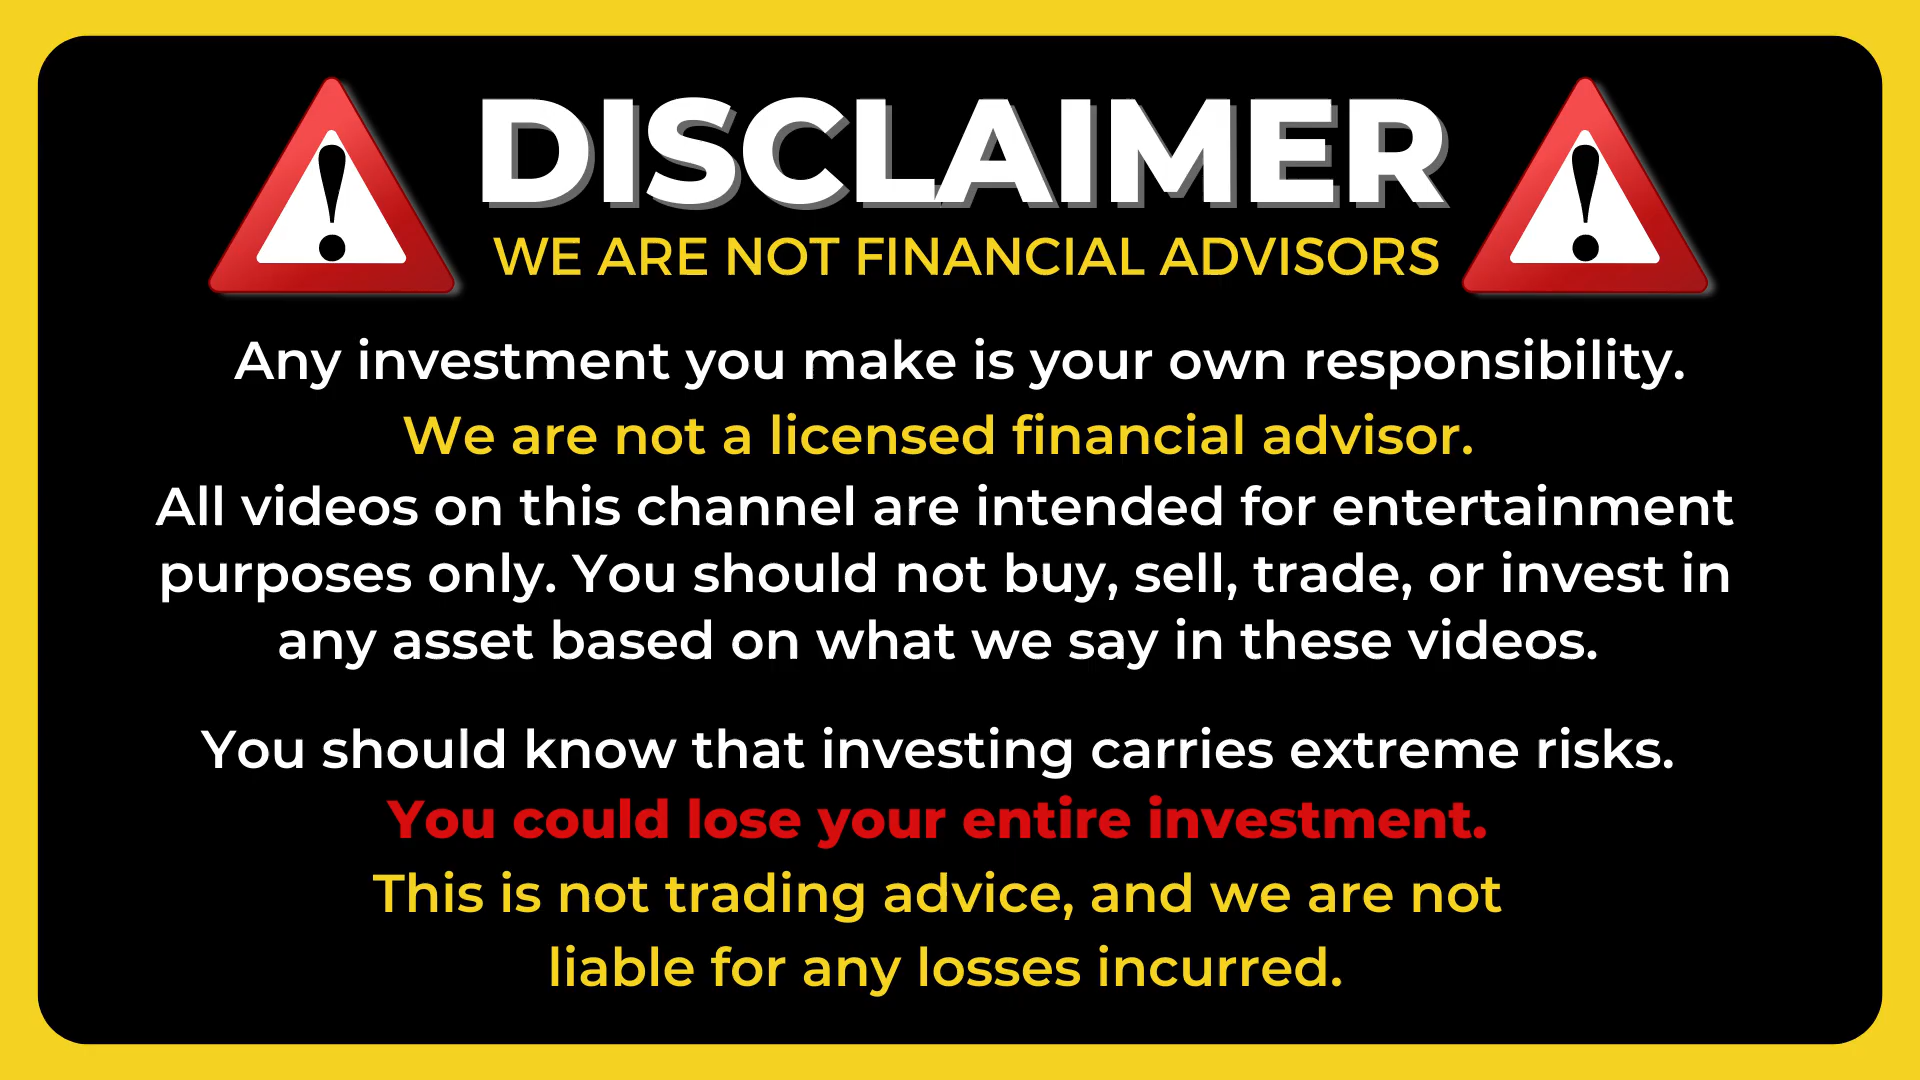 DISCLAIMER
WE ARE NOT FINANCIAL ADVISORS
Any investment you make is your own responsibility.
We are not a licensed financial advisor.
All videos on this channel are intended for entertainment
purposes only. You should not buy, sell, trade, or invest in
any asset based on what we say in these videos.
You should know that investing carries extreme risks.
You could lose your entire investment.
This is not trading advice, and we are not
liable for any losses incurred.